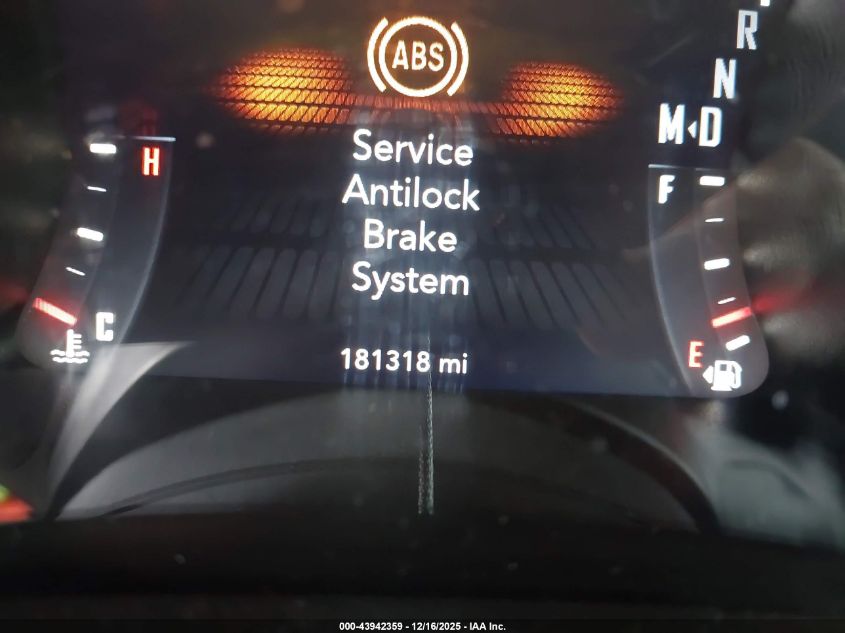 ABS
R
N
M D
Service
Antilock
Brake
System
H
F
C
E
181318 mi
000-43942359 - 12/16/2025 - IAA Inc.